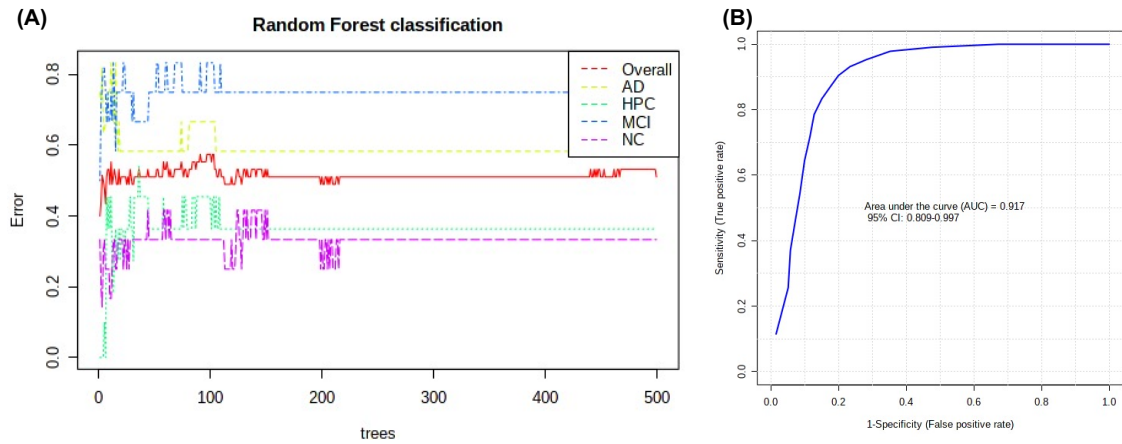 (A)
Random Forest classification
Error
0.0
0.2
0.4
0.6
0.8
Overall
AD
HPC
MCI
NC
0
100
200
300
400
500
trees
(B)
Sensitivity (True positive rate)
1.0
0.8
0.6
0.4
0.2
0.0
Area under the curve (AUC) = 0.917
95% CI: 0.809-0.997
0.0
0.2
0.4
0.6
0.8
1.0
1-Specificity (False positive rate)